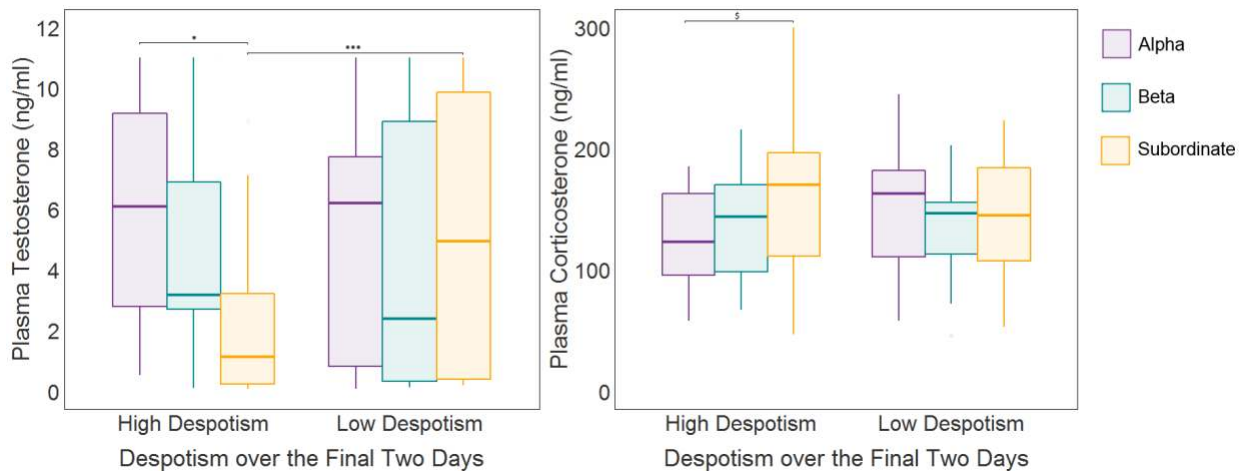 Plasma Testosterone (ng/ml)
12
10
8
6
4
2
0
*
***
High Despotism
Low Despotism
Despotism over the Final Two Days
Plasma Corticosterone (ng/ml)
300
200
100
0
$
High Despotism
Low Despotism
Despotism over the Final Two Days
Alpha
Beta
Subordinate